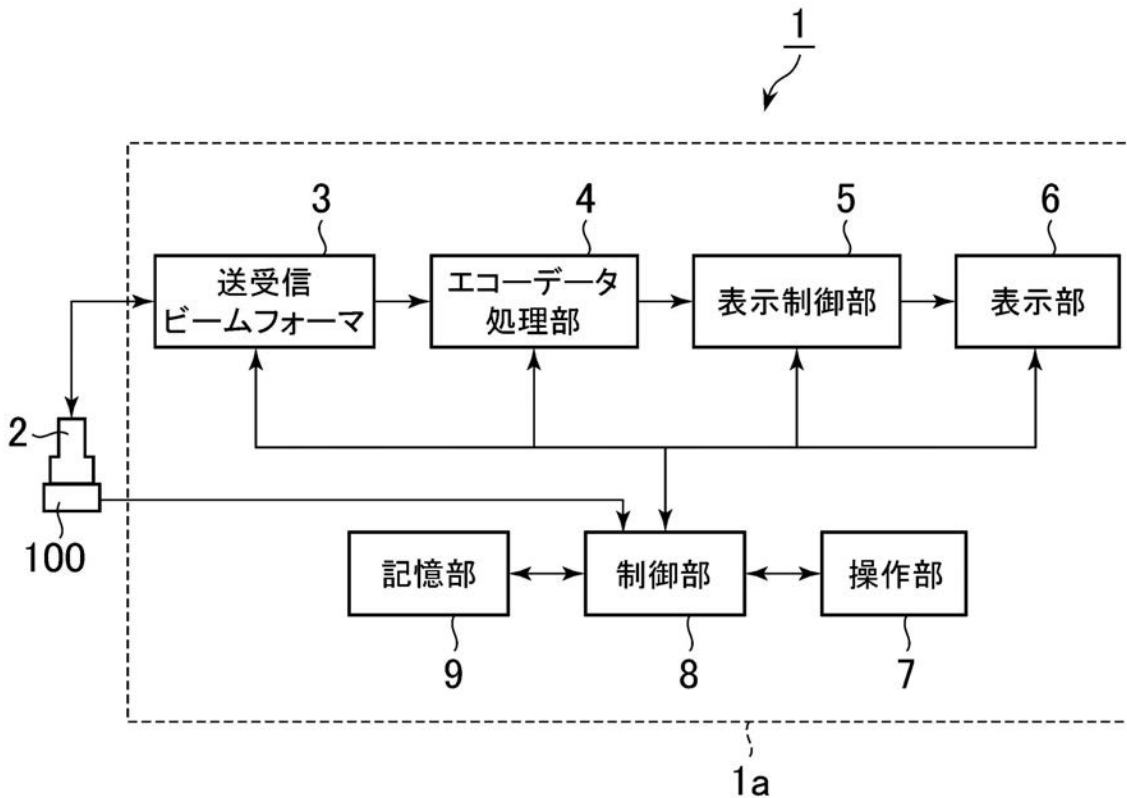 1
3
4
5
6
送受信
ビームフォーマ
エコーデータ
処理部
表示制御部
表示部
2
100
記憶部
制御部
操作部
9
8
7
1a